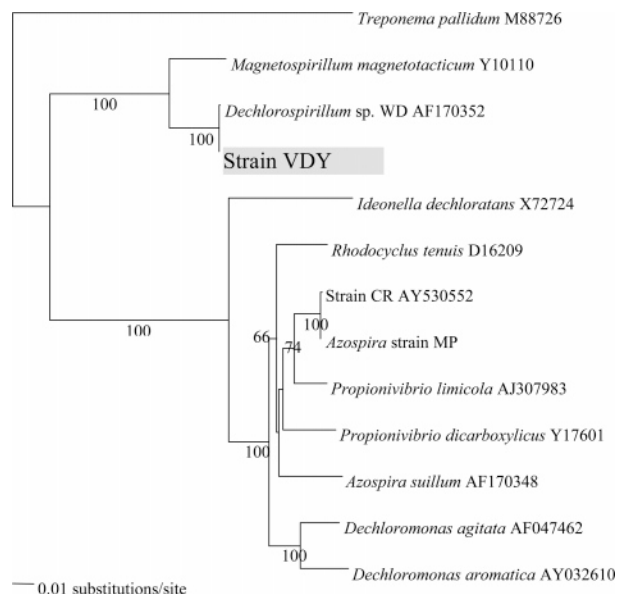 Treponema pallidum M88726
Magnetospirillum magnetotacticum Y10110
100
Dechlorospirillum sp. WD AF170352
100
Strain VDY
Ideonella dechloratans X72724
Rhodocyclus tenuis D16209
Strain CR AY530552
100
100
66
74
Azospira strain MP
Propionivibrio limicola AJ307983
Propionivibrio dicarboxylicus Y17601
100
Azospira suillum AF170348
Dechloromonas agitata AF047462
100
Dechloromonas aromatica AY032610
0.01 substitutions/site